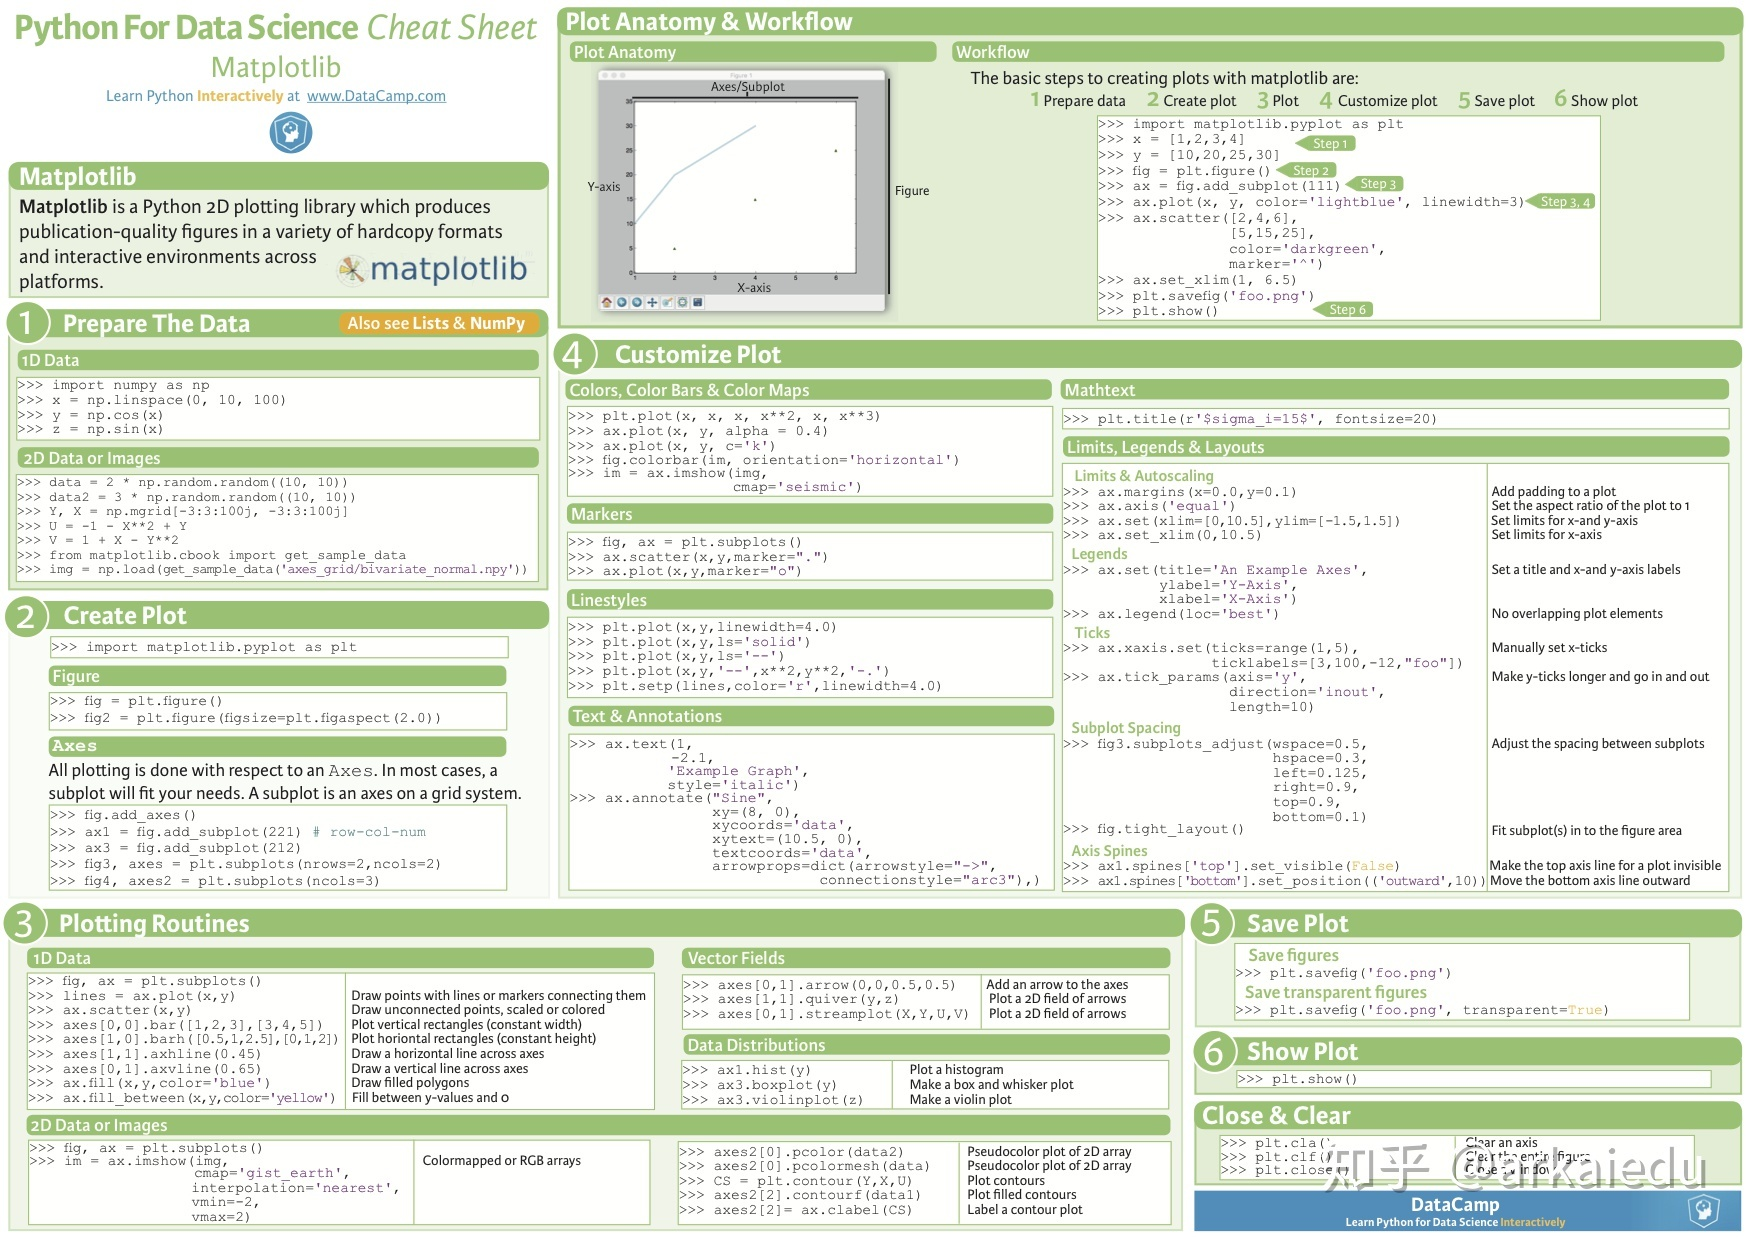 Python For Data Science Cheat Sheet
Matplotlib
Learn Python Interactively at www.DataCamp.com
Matplotlib
Matplotlib is a Python 2D plotting library which produces
publication-quality figures in a variety of hardcopy formats
and interactive environments across
platforms.
matplotlib
1 Prepare The Data
Also see Lists & NumPy
1D Data
>>> import numpy as np
>>> x = np.linspace(0, 10, 100)
>>> y = np.cos(x)
>>> z = np.sin(x)
2D Data or Images
>>> data = 2 * np.random.random((10, 10))
>>> data2 = 3 * np.random.random((10, 10))
>>> Y, X = np.mgrid[-3:3:100j, -3:3:100j]
>>> U = -1 - X**2 + Y
>>> V = 1 + X - Y**2
>>> from matplotlib.cbook import get_sample_data
>>> img = np.load(get_sample_data('axes_grid/bivariate_normal.npy'))
2 Create Plot
>>> import matplotlib.pyplot as plt
Figure
>>> fig = plt.figure()
>>> fig2 = plt.figure(figsize=plt.figaspect(2.0))
Axes
All plotting is done with respect to an Axes. In most cases, a
subplot will fit your needs. A subplot is an axes on a grid system.
>>> fig.add_axes()
>>> ax1 = fig.add_subplot(221) # row-col-num
>>> ax3 = fig.add_subplot(212)
>>> fig3, axes = plt.subplots(nrows=2,ncols=2)
>>> fig4, axes2 = plt.subplots(ncols=3)
Plot Anatomy & Workflow
Plot Anatomy
Figure 1
Axes/Subplot
35
30
25
20
15
10
5
0
1 2 3 4 5 6
Y-axis
Figure
X-axis
Workflow
The basic steps to creating plots with matplotlib are:
1 Prepare data 2 Create plot 3 Plot 4 Customize plot 5 Save plot 6 Show plot
>>> import matplotlib.pyplot as plt
>>> x = [1,2,3,4]
>>> y = [10,20,25,30]
Step 1
>>> fig = plt.figure() Step 2
>>> ax = fig.add_subplot(111) Step 3
>>> ax.plot(x, y, color='lightblue', linewidth=3) Step 3, 4
>>> ax.scatter([2,4,6],
[5,15,25],
color='darkgreen',
marker='^')
>>> ax.set_xlim(1, 6.5)
>>> plt.savefig('foo.png')
>>> plt.show() Step 6
4 Customize Plot
Colors, Color Bars & Color Maps
>>> plt.plot(x, x, x, x**2, x, x**3)
>>> ax.plot(x, y, alpha = 0.4)
>>> ax.plot(x, y, c='k')
>>> fig.colorbar(im, orientation='horizontal')
>>> im = ax.imshow(img,
cmap='seismic')
Markers
>>> fig, ax = plt.subplots()
>>> ax.scatter(x,y,marker=".")
>>> ax.plot(x,y,marker="o")
Linestyles
>>> plt.plot(x,y,linewidth=4.0)
>>> plt.plot(x,y,ls='solid')
>>> plt.plot(x,y,ls='--')
>>> plt.plot(x,y,'--',x**2,y**2,'-.')
>>> plt.setp(lines,color='r',linewidth=4.0)
Text & Annotations
>>> ax.text(1,
-2.1,
'Example Graph',
style='italic')
>>> ax.annotate("Sine",
xy=(8, 0),
xycoords='data',
xytext=(10.5, 0),
textcoords='data',
arrowprops=dict(arrowstyle="->",
connectionstyle="arc3"),)
Mathtext
>>> plt.title(r'$sigma_i=15$', fontsize=20)
Limits, Legends & Layouts
Limits & Autoscaling
>>> ax.margins(x=0.0,y=0.1) Add padding to a plot
>>> ax.axis('equal') Set the aspect ratio of the plot to 1
>>> ax.set(xlim=[0,10.5],ylim=[-1.5,1.5]) Set limits for x-and y-axis
>>> ax.set_xlim(0,10.5) Set limits for x-axis
Legends
>>> ax.set(title='An Example Axes', Set a title and x-and y-axis labels
ylabel='Y-Axis',
xlabel='X-Axis')
>>> ax.legend(loc='best') No overlapping plot elements
Ticks
>>> ax.xaxis.set(ticks=range(1,5), Manually set x-ticks
ticklabels=[3,100,-12,"foo"])
>>> ax.tick_params(axis='y', Make y-ticks longer and go in and out
direction='inout',
length=10)
Subplot Spacing
>>> fig3.subplots_adjust(wspace=0.5, Adjust the spacing between subplots
hspace=0.3,
left=0.125,
right=0.9,
top=0.9,
bottom=0.1)
>>> fig.tight_layout() Fit subplot(s) in to the figure area
Axis Spines
>>> ax1.spines['top'].set_visible(False) Make the top axis line for a plot invisible
>>> ax1.spines['bottom'].set_position(('outward',10)) Move the bottom axis line outward
3 Plotting Routines
1D Data
>>> fig, ax = plt.subplots()
>>> lines = ax.plot(x,y) Draw points with lines or markers connecting them
>>> ax.scatter(x,y) Draw unconnected points, scaled or colored
>>> axes[0,0].bar([1,2,3],[3,4,5]) Plot vertical rectangles (constant width)
>>> axes[1,0].barh([0.5,1,2.5],[0,1,2]) Plot horiontal rectangles (constant height)
>>> axes[1,1].axhline(0.45) Draw a horizontal line across axes
>>> axes[0,1].axvline(0.65) Draw a vertical line across axes
>>> ax.fill(x,y,color='blue') Draw filled polygons
>>> ax.fill_between(x,y,color='yellow') Fill between y-values and 0
Vector Fields
>>> axes[0,1].arrow(0,0,0.5,0.5) Add an arrow to the axes
>>> axes[1,1].quiver(y,z) Plot a 2D field of arrows
>>> axes[0,1].streamplot(X,Y,U,V) Plot a 2D field of arrows
Data Distributions
>>> ax1.hist(y) Plot a histogram
>>> ax3.boxplot(y) Make a box and whisker plot
>>> ax3.violinplot(z) Make a violin plot
2D Data or Images
>>> fig, ax = plt.subplots()
>>> im = ax.imshow(img, Colormapped or RGB arrays
cmap='gist_earth',
interpolation='nearest',
vmin=-2,
vmax=2)
>>> axes2[0].pcolor(data2) Pseudocolor plot of 2D array
>>> axes2[0].pcolormesh(data) Pseudocolor plot of 2D array
>>> CS = plt.contour(Y,X,U) Plot contours
>>> axes2[2].contourf(data1) Plot filled contours
>>> axes2[2]= ax.clabel(CS) Label a contour plot
5 Save Plot
Save figures
>>> plt.savefig('foo.png')
Save transparent figures
>>> plt.savefig('foo.png', transparent=True)
6 Show Plot
>>> plt.show()
Close & Clear
>>> plt.cla() Clear an axis
>>> plt.clf() Clear the entire figure
>>> plt.close() Close a window
知乎 @arkaiedu
DataCamp
Learn Python for Data Science Interactively